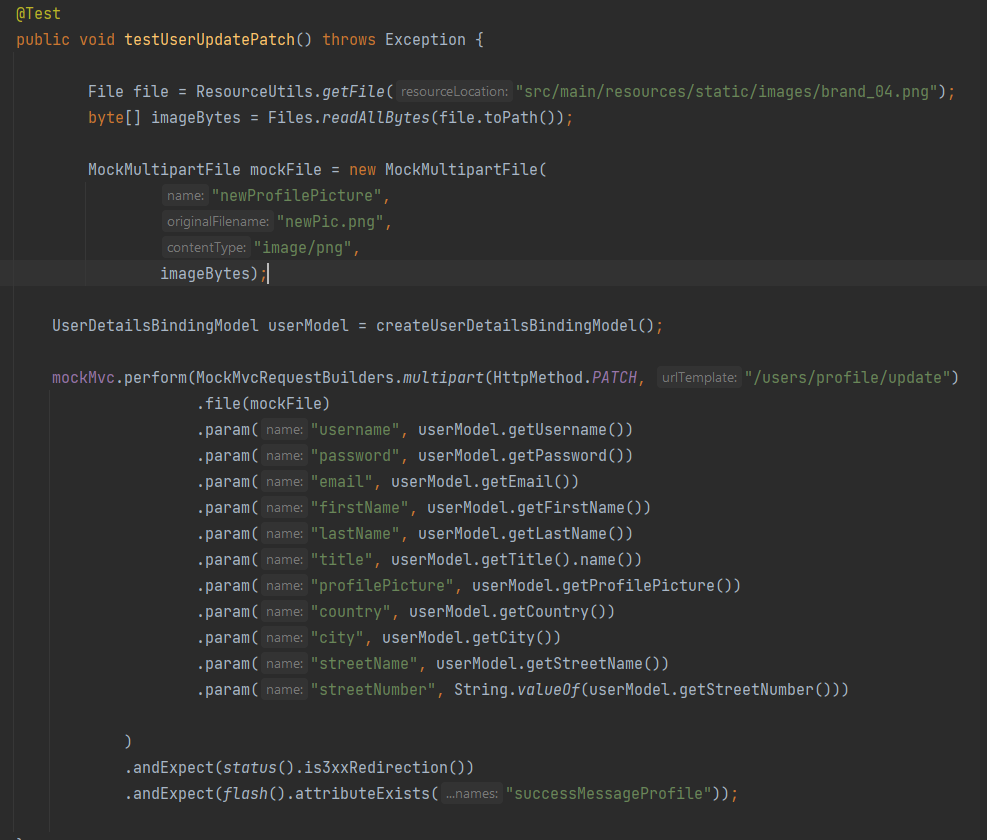 @Test
public void testUserUpdatePatch() throws Exception {
File file = ResourceUtils.getFile( resourceLocation: "src/main/resources/static/images/brand_04.png");
byte[] imageBytes = Files.readAllBytes(file.toPath());
MockMultipartFile mockFile = new MockMultipartFile(
name: "newProfilePicture",
originalFilename: "newPic.png",
contentType: "image/png",
imageBytes);
UserDetailsBindingModel userModel = createUserDetailsBindingModel();
mockMvc.perform(MockMvcRequestBuilders.multipart(HttpMethod.PATCH, urlTemplate: "/users/profile/update")
.file(mockFile)
.param( name: "username", userModel.getUsername())
.param( name: "password", userModel.getPassword())
.param( name: "email", userModel.getEmail())
.param( name: "firstName", userModel.getFirstName())
.param( name: "lastName", userModel.getLastName())
.param( name: "title", userModel.getTitle().name())
.param( name: "profilePicture", userModel.getProfilePicture())
.param( name: "country", userModel.getCountry())
.param( name: "city", userModel.getCity())
.param( name: "streetName", userModel.getStreetName())
.param( name: "streetNumber", String.valueOf(userModel.getStreetNumber()))
)
.andExpect(status().is3xxRedirection())
.andExpect(flash().attributeExists( ...names: "successMessageProfile"));